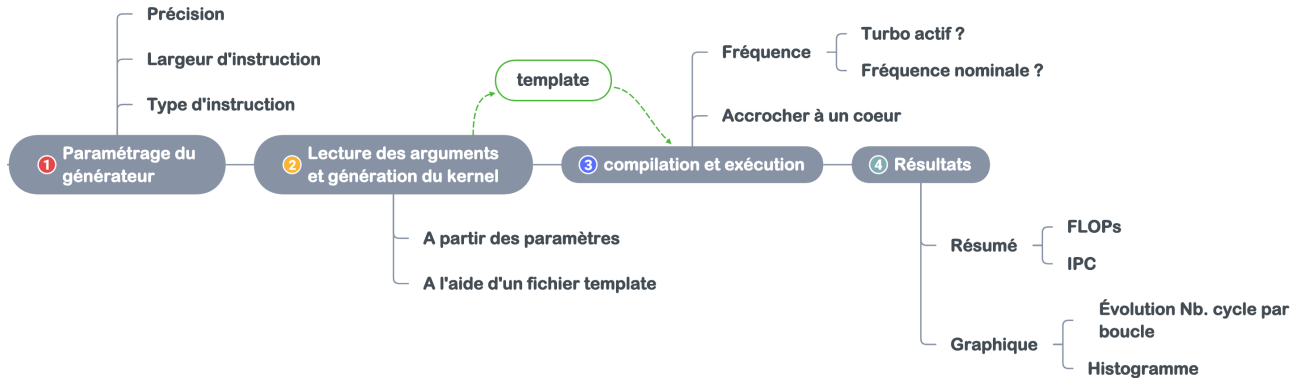 Précision
Largeur d'instruction
Type d'instruction
1 Paramétrage du
générateur
template
2 Lecture des arguments
et génération du kernel
A partir des paramètres
A l'aide d'un fichier template
Fréquence
Turbo actif ?
Fréquence nominale ?
Accrocher à un coeur
3 compilation et exécution
4 Résultats
Résumé
FLOPs
IPC
Graphique
Évolution Nb. cycle par
boucle
Histogramme